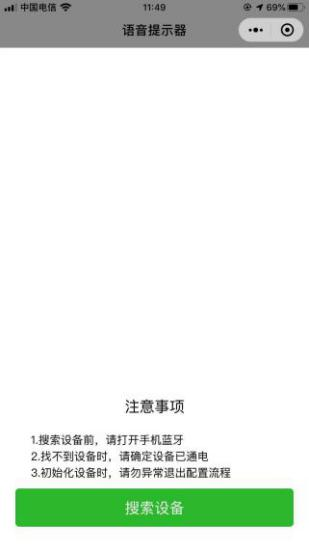 中国电信
11:49
69%
语音提示器
注意事项
1.搜索设备前，请打开手机蓝牙
2.找不到设备时，请确定设备已通电
3.初始化设备时，请勿异常退出配置流程
搜索设备